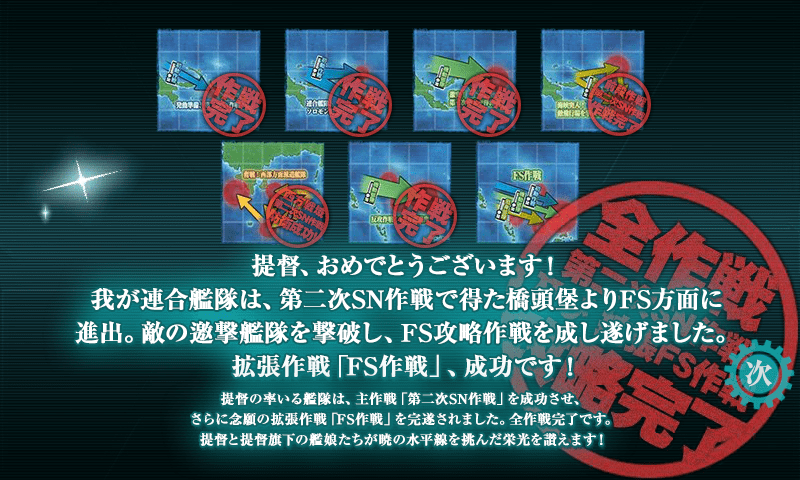 作戦完了
作戦完了
作戦完了
FS作戦
作戦完了
提督、おめでとうございます！
我が連合艦隊は、第二次SN作戦で得た橋頭堡よりFS方面に
進出。敵の邀撃艦隊を撃破し、FS攻略作戦を成し遂げました。
拡張作戦「FS作戦」、成功です！
提督の率いる艦隊は、主作戦「第二次SN作戦」を成功させ、
さらに念願の拡張作戦「FS作戦」を完遂されました。全作戦完了です。
提督と提督旗下の艦娘たちが暁の水平線を挑んだ栄光を讃えます！
全作戦
次
略完了